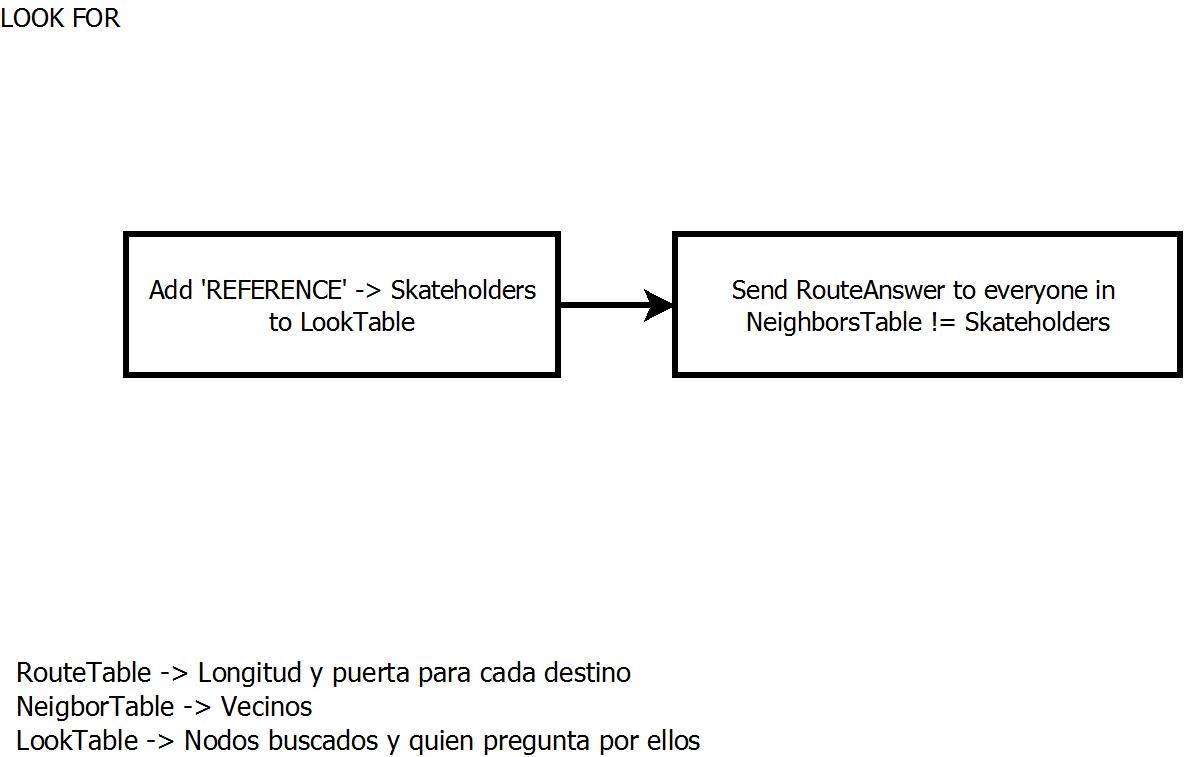 LOOK FOR
Add 'REFERENCE' -> Skateholders
to LookTable
Send RouteAnswer to everyone in
NeighborsTable != Skateholders
RouteTable -> Longitud y puerta para cada destino
NeigborTable -> Vecinos
LookTable -> Nodos buscados y quien pregunta por ellos